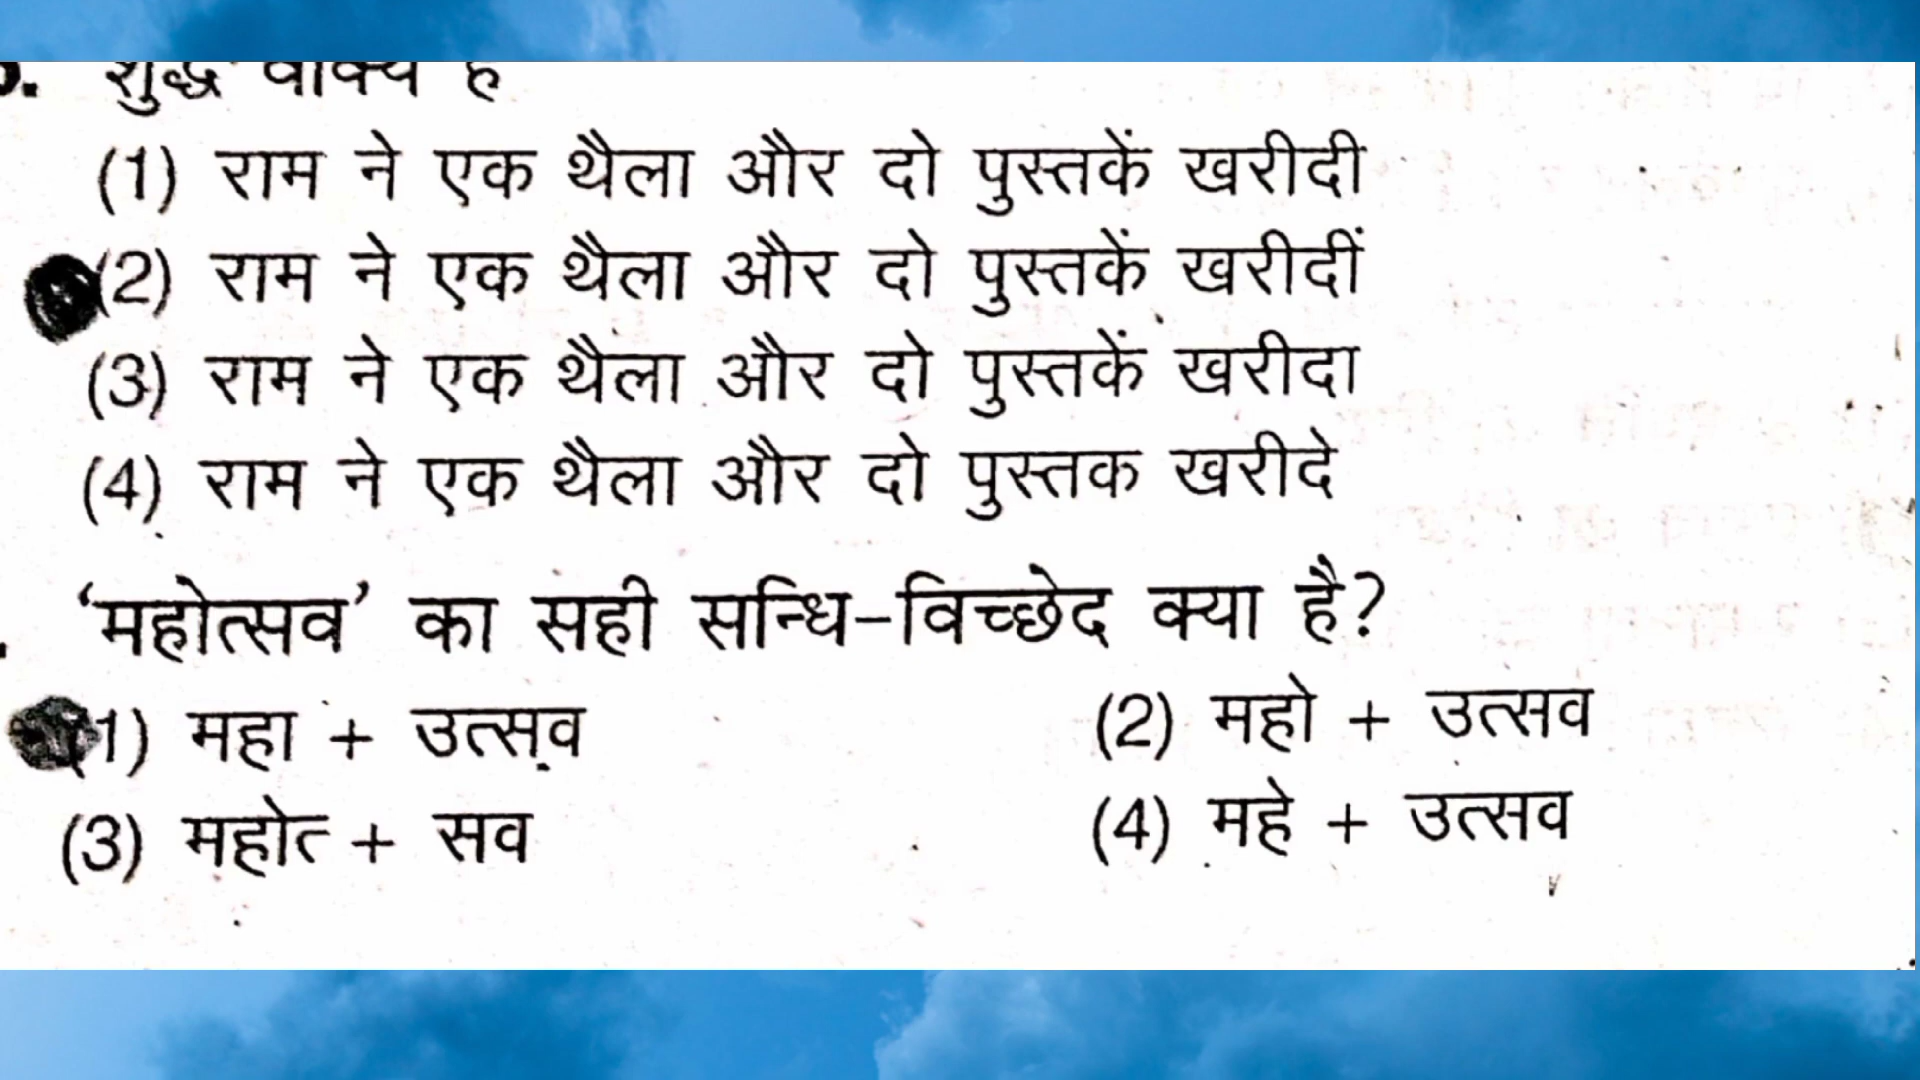 शुद्ध वाक्य है
(1) राम ने एक थैला और दो पुस्तकें खरीदी
(2) राम ने एक थैला और दो पुस्तकें खरीदीं
(3) राम ने एक थैला और दो पुस्तकें खरीदा
(4) राम ने एक थैला और दो पुस्तक खरीदे
‘महोत्सव’ का सही सन्धि-विच्छेद क्या है?
(1) महा + उत्सव (2) महो + उत्सव
(3) महोत + सव (4) महे + उत्सव